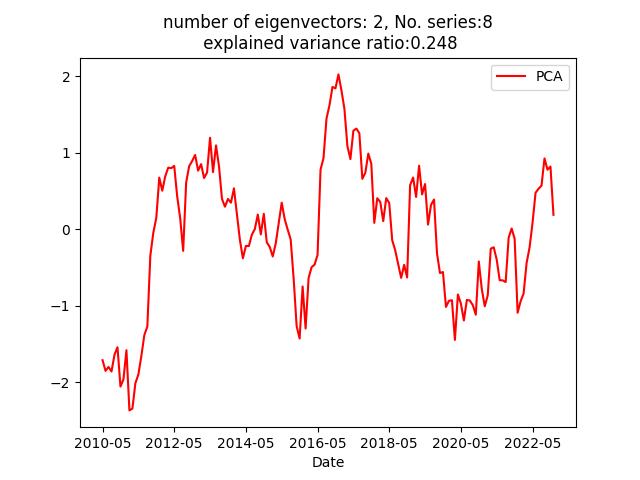 number of eigenvectors: 2, No. series:8
explained variance ratio:0.248
PCA
2
1
0
−1
−2
2010-05 2012-05 2014-05 2016-05 2018-05 2020-05 2022-05
Date